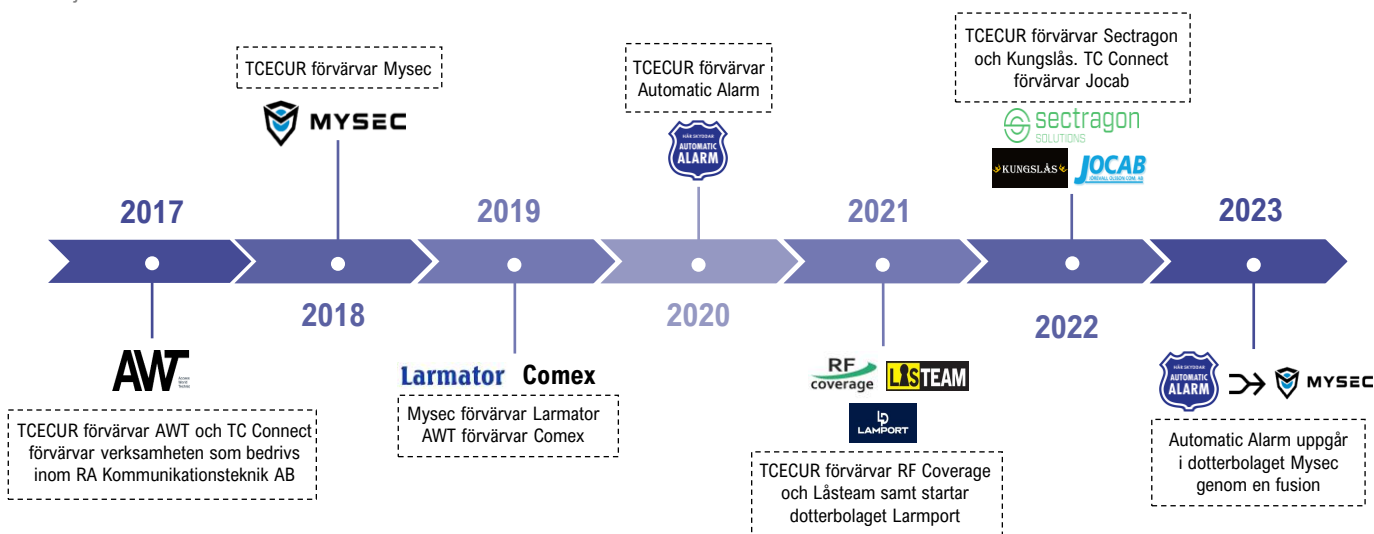 TCECUR förvärvar Mysec
MYSEC
TCECUR förvärvar
Automatic Alarm
HÄR SKYDDAR
AUTOMATIC
ALARM
TCECUR förvärvar Sectragon
och Kungslås. TC Connect
förvärvar Jocab
sectragon
SOLUTIONS
KUNGSLÅS
JOCAB
2017
2019
2021
2023
2018
2020
2022
AWT
TCECUR förvärvar AWT och TC Connect
förvärvar verksamheten som bedrivs
inom RA Kommunikationsteknik AB
Larmator Comex
Mysec förvärvar Larmator
AWT förvärvar Comex
RF
coverage
LÅSTEAM
LAMPORT
TCECUR förvärvar RF Coverage
och Låsteam samt startar
dotterbolaget Larmport
HÄR SKYDDAR
AUTOMATIC
ALARM
MYSEC
Automatic Alarm uppgår
i dotterbolaget Mysec
genom en fusion